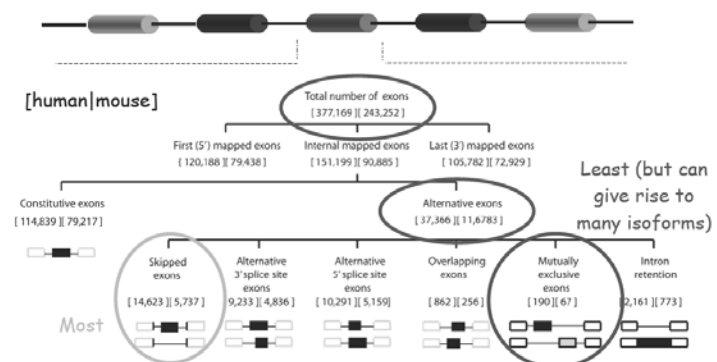 [human|mouse]
Total number of exons
[377,169][ 243,252 ]
First (5') mapped exons
[ 120,188 ][ 79,438 ]
Internal mapped exons
[151,199 ][ 90,885 ]
Last (3') mapped exons
[ 105,782 ][ 72,929 ]
Least (but can
give rise to
many isoforms)
Constitutive exons
[ 114,839 ][ 79,217 ]
Alternative exons
[ 37,366 ][ 11,6783 ]
Skipped
exons
[ 14,623 ][ 5,737 ]
Alternative
3' splice site
exons
9,233 ][ 4,836 ]
Alternative
5' splice site
exons
[ 10,291 ][ 5,159 ]
Overlapping
exons
[ 862 ][ 256 ]
Mutually
exclusive
exons
[ 190 ][ 67 ]
Intron
retention
2,161 ][ 773 ]
Most